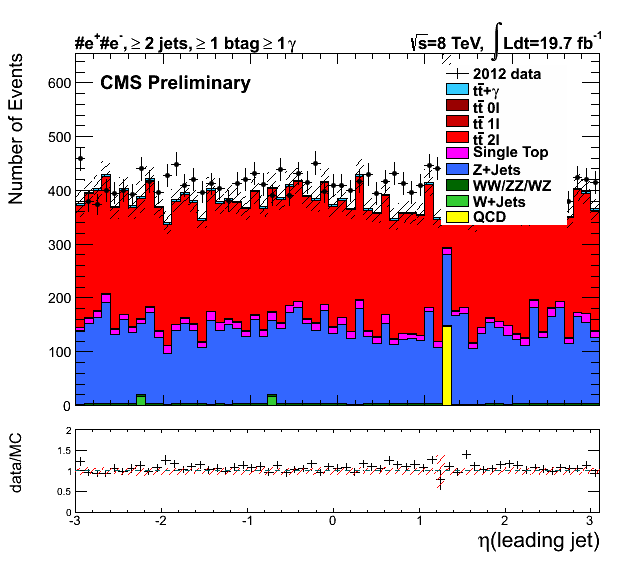 #e⁺#e⁻, ≥ 2 jets, ≥ 1 btag ≥ 1 γ
√s=8 TeV, ∫Ldt=19.7 fb⁻¹
CMS Preliminary
2012 data
tt̄+γ
tt̄ 0l
tt̄ 1l
tt̄ 2l
Single Top
Z+Jets
WW/ZZ/WZ
W+Jets
QCD
Number of Events
600
500
400
300
200
100
0
data/MC
2
1.5
1
0.5
0
-3 -2 -1 0 1 2 3
η(leading jet)